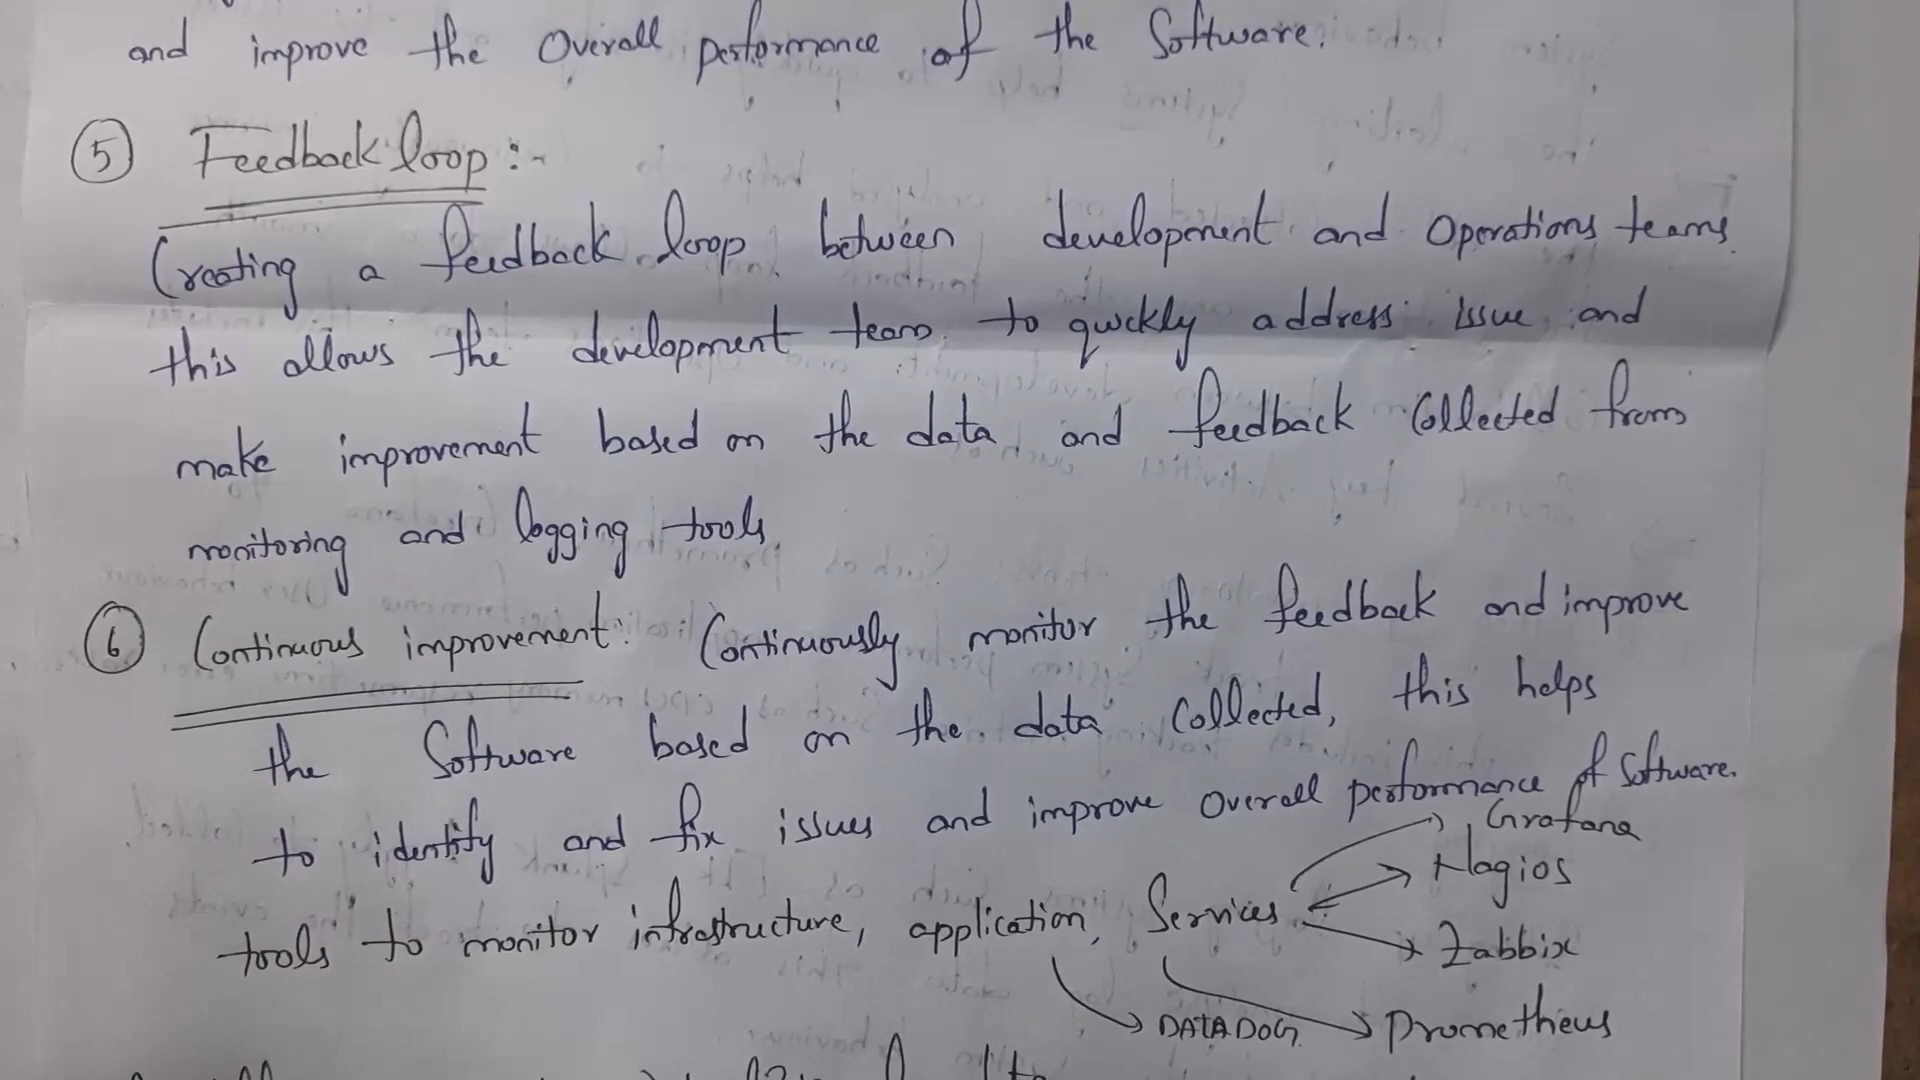 and improve the Overall performance of the Software.
⑤ Feedback loop :-
Creating a feedback loop between development and Operations teams
this allows the development team to quickly address issue and
make improvement based on the data and feedback Collected from
monitoring and logging tools
⑥ Continuous improvement: Continuously monitor the feedback and improve
the Software based on the data Collected, this helps
to identify and fix issues and improve Overall performance of Software.
Grafana
Nagios
tools to monitor infrastructure, application, Services
Zabbix
DATADOG
Prometheus